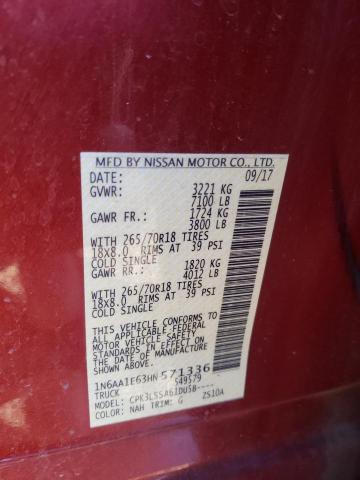 MFD BY NISSAN MOTOR CO., LTD.
DATE: 09/17
GVWR: 3221 KG
7100 LB
GAWR FR.: 1724 KG
3800 LB
WITH 265/70R18 TIRES
18X8.0 RIMS AT 39 PSI
COLD SINGLE
GAWR RR.: 1820 KG
4012 LB
WITH 265/70R18 TIRES
18X8.0 RIMS AT 39 PSI
COLD SINGLE
THIS VEHICLE CONFORMS TO ALL
APPLICABLE FEDERAL
MOTOR VEHICLE SAFETY
STANDARDS IN EFFECT ON THE
DATE OF MANUFACTURE
1N6AA1E63HN571336
TRUCK 549579
MODEL:
COLOR: NAH TRIM: G ZS10A